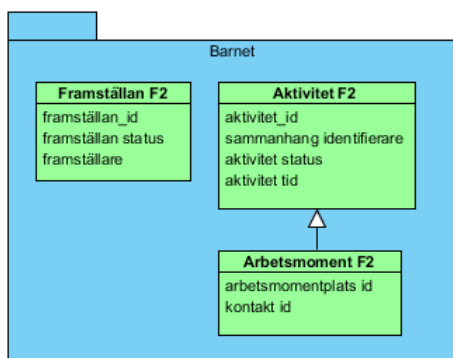 Barnet
Framställan F2
framställan_id
framställan status
framställare
Aktivitet F2
aktivitet_id
sammanhang identifierare
aktivitet status
aktivitet tid
Arbetsmoment F2
arbetsmomentplats id
kontakt id